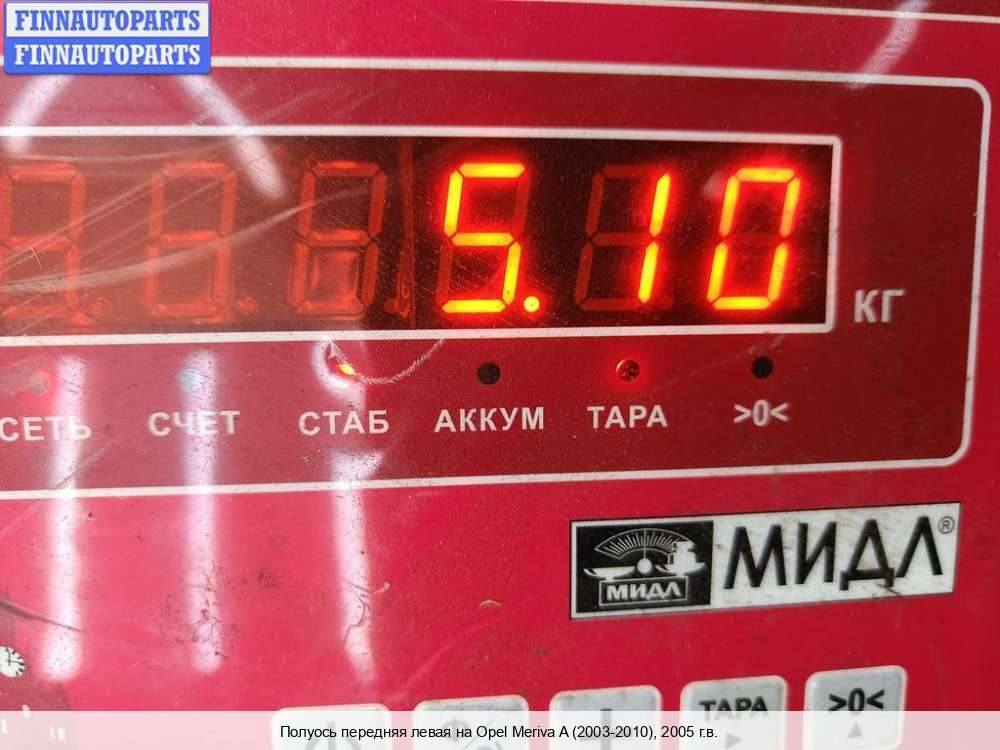 FINNAUTOPARTS
FINNAUTOPARTS
5.10
КГ
СЕТЬ СЧЕТ СТАБ АККУМ ТАРА >0<
МИДЛ МИДЛ®
ТАРА >0<
Полуось передняя левая на Opel Meriva A (2003-2010), 2005 г.в.